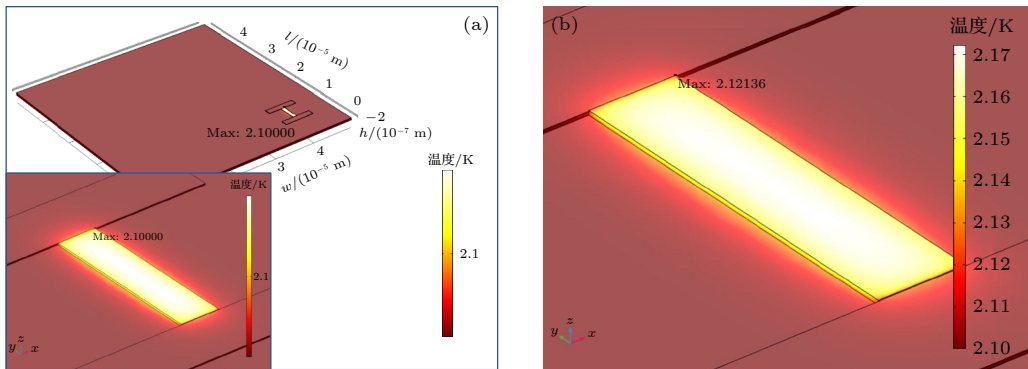 (a)
4
3
2
1
0
l/(10⁻⁵ m)
−2
h/(10⁻⁷ m)
4
3
w/(10⁻⁵ m)
Max: 2.10000
温度/K
2.1
温度/K
Max: 2.10000
2.1
z
y x
(b)
温度/K
Max: 2.12136
2.17
2.16
2.15
2.14
2.13
2.12
2.11
2.10
z
y x